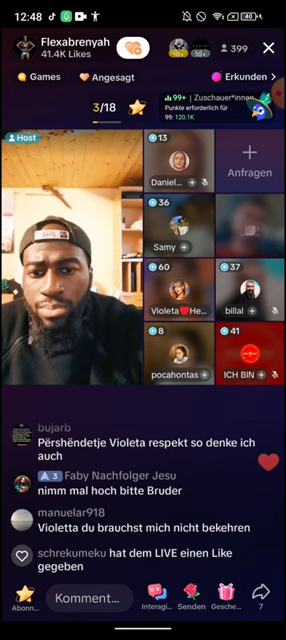 12:48
40
Flexabrenyah
41.4K Likes
10+
1d+
399
Games
Angesagt
Erkunden >
3/18
99+ | Zuschauer*innen
Punkte erforderlich für
99: 120.1K
Host
13
Daniel...
Anfragen
36
Samy
60
Violeta❤️He...
37
billal
8
pocahontas
41
ICH BIN
bujarb
Përshëndetje Violeta respekt so denke ich
auch
3 Faby Nachfolger Jesu
nimm mal hoch bitte Bruder
manuelar918
Violetta du brauchst mich nicht bekehren
schrekumeku hat dem LIVE einen Like
gegeben
Abonn...
Komment...
Interagi...
Senden
Gesche...
7